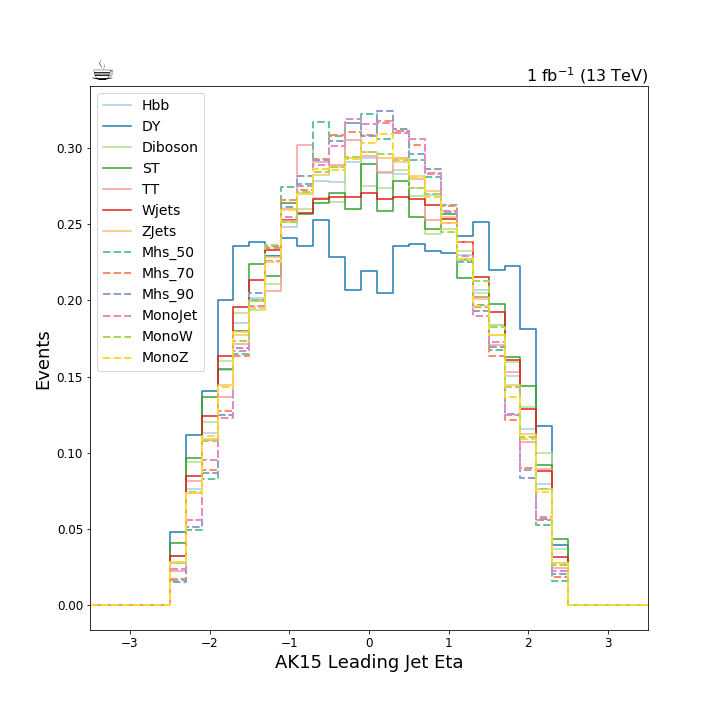 1 fb⁻¹ (13 TeV)
Hbb
DY
Diboson
ST
TT
Wjets
ZJets
Mhs_50
Mhs_70
Mhs_90
MonoJet
MonoW
MonoZ
0.30
0.25
0.20
0.15
0.10
0.05
0.00
Events
−3 −2 −1 0 1 2 3
AK15 Leading Jet Eta